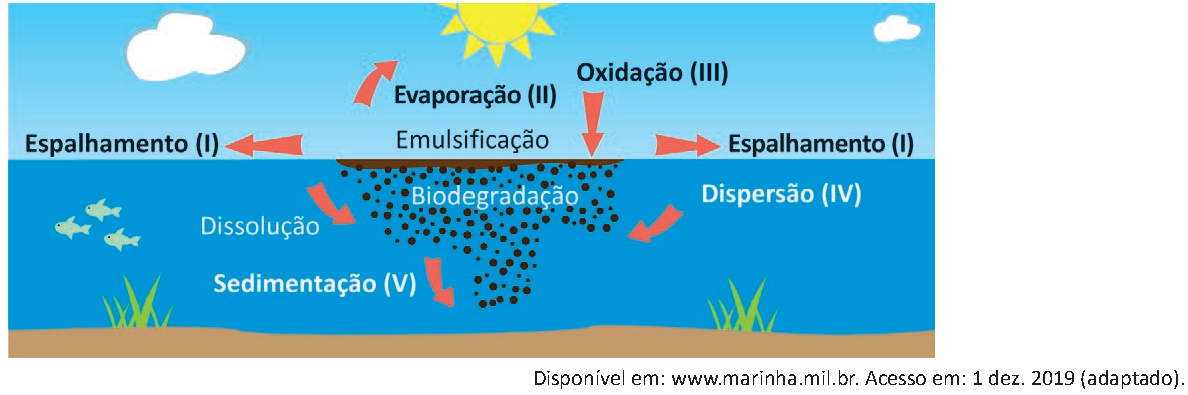 Oxidação (III)
Evaporação (II)
Espalhamento (I)
Emulsificação
Espalhamento (I)
Biodegradação
Dispersão (IV)
Dissolução
Sedimentação (V)
Disponível em: www.marinha.mil.br. Acesso em: 1 dez. 2019 (adaptado).